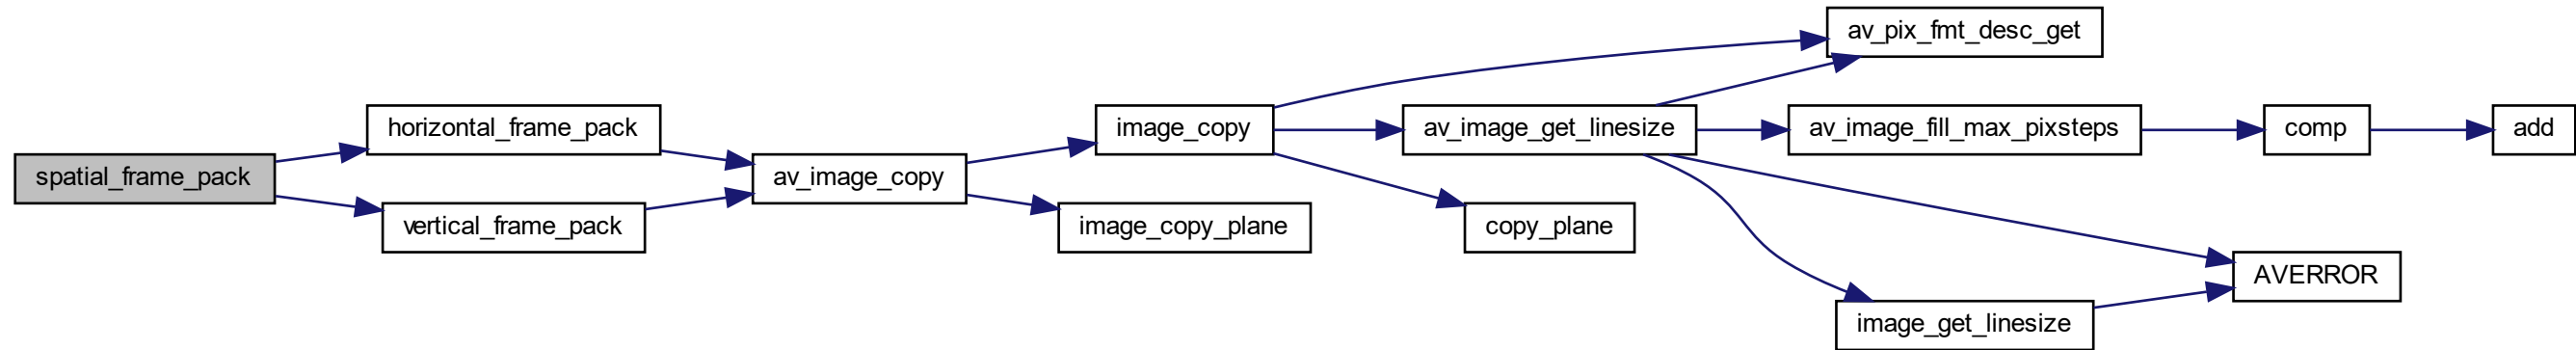 spatial_frame_pack
horizontal_frame_pack
vertical_frame_pack
av_image_copy
image_copy
image_copy_plane
av_image_get_linesize
copy_plane
av_pix_fmt_desc_get
av_image_fill_max_pixsteps
image_get_linesize
comp
AVERROR
add